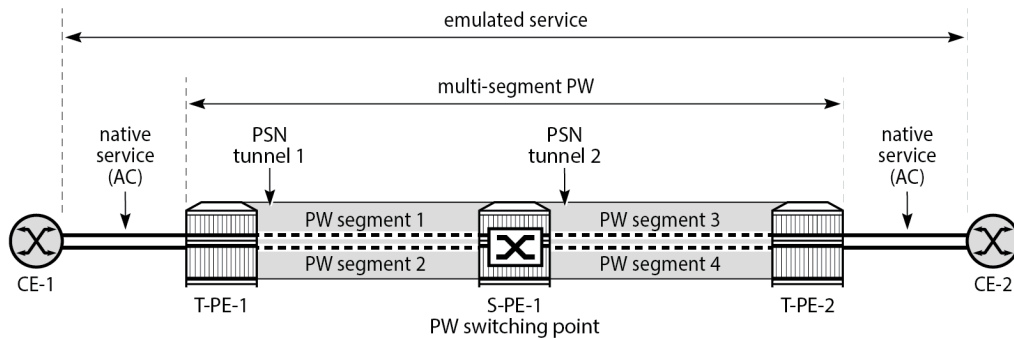 emulated service
multi-segment PW
native
service
(AC)
PSN
tunnel 1
PSN
tunnel 2
native
service
(AC)
PW segment 1
PW segment 3
PW segment 2
PW segment 4
CE-1
T-PE-1
S-PE-1
PW switching point
T-PE-2
CE-2